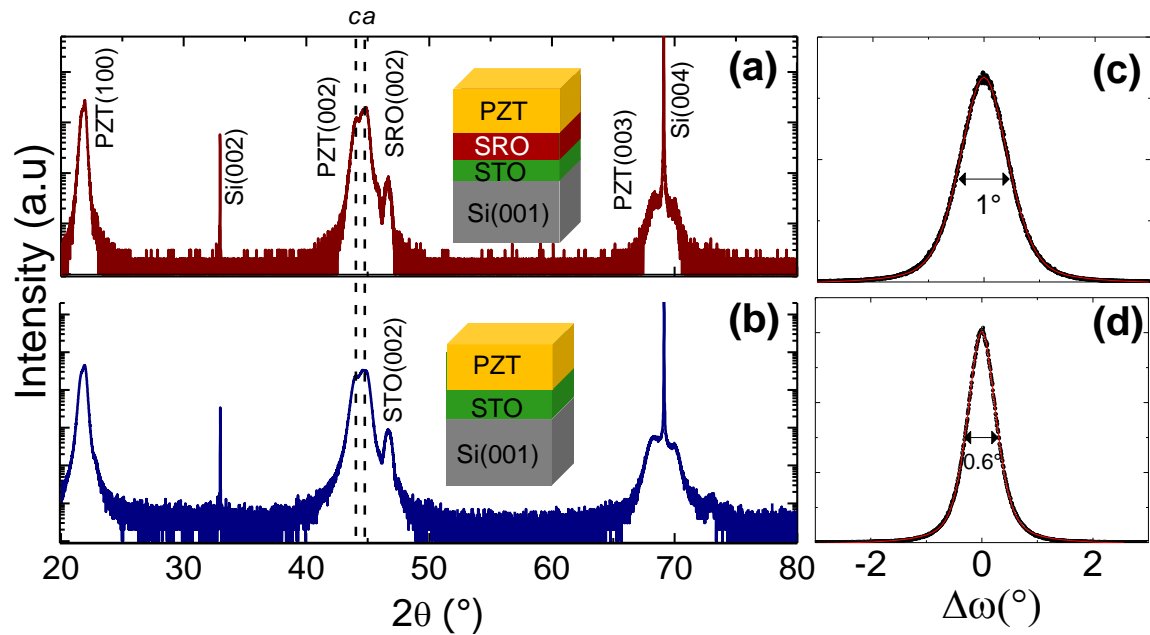 ca
(a)
PZT(100)
Si(002)
PZT(002)
SRO(002)
PZT(003)
Si(004)
PZT
SRO
STO
Si(001)
(b)
STO(002)
PZT
STO
Si(001)
Intensity (a.u)
20 30 40 50 60 70 80
2θ (°)
(c)
1°
(d)
0.6°
-2 0 2
Δω(°)